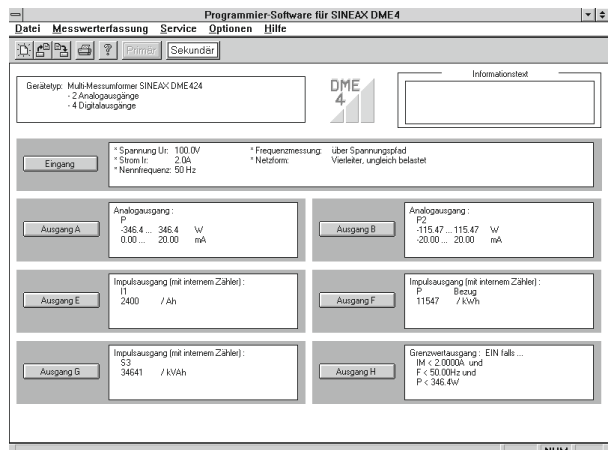 Programmier-Software für SINEAX DME4
Datei Messwerterfassung Service Optionen Hilfe
Primär Sekundär
Gerätetyp: Multi-Messumformer SINEAX DME424
- 2 Analogausgänge
- 4 Digitalausgänge
DME
4
Informationstext
Eingang
* Spannung Ur: 100.0V * Frequenzmessung: über Spannungspfad
* Strom Ir: 2.0A * Netzform: Vierleiter, ungleich belastet
* Nennfrequenz: 50 Hz
Ausgang A
Analogausgang :
P
-346.4 ... 346.4 W
0.00 ... 20.00 mA
Ausgang B
Analogausgang :
P2
-115.47 ... 115.47 W
-20.00 ... 20.00 mA
Ausgang E
Impulsausgang (mit internem Zähler) :
I1
2400 / Ah
Ausgang F
Impulsausgang (mit internem Zähler) :
P Bezug
11547 / kWh
Ausgang G
Impulsausgang (mit internem Zähler) :
S3
34641 / kVAh
Ausgang H
Grenzwertausgang : EIN falls ...
IM < 2.0000A und
F < 50.00Hz und
P < 346.4W
NUM